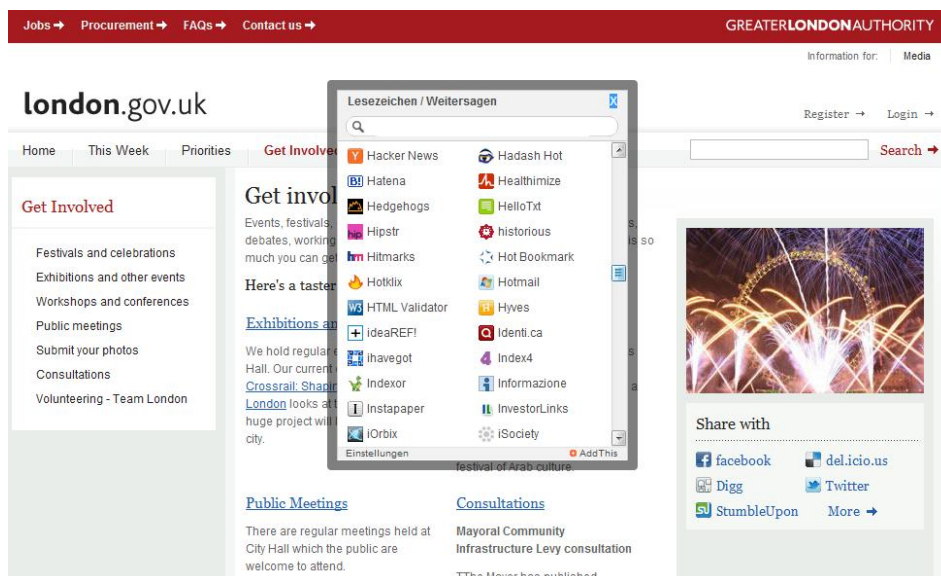 Jobs Procurement FAQs Contact us GREATERLONDONAUTHORITY
Information for: Media
london.gov.uk
Register Login
Home This Week Priorities Get Involved Search
Get Involved
Festivals and celebrations
Exhibitions and other events
Workshops and conferences
Public meetings
Submit your photos
Consultations
Volunteering - Team London
Get
Events, festivals,
debates, working is so
much you can
Here's a taster
Exhibitions
We hold regular
Hall. Our current
Crossrail: a
London looks at
huge project will
city.
festival of Arab culture.
Public Meetings
There are regular meetings held at
City Hall which the public are
welcome to attend.
Consultations
Mayoral Community
Infrastructure Levy consultation
TThe Mayor has published
Lesezeichen / Weitersagen X
Hacker News Hadash Hot
Hatena Healthimize
Hedgehogs HelloTxt
Hipstr historious
Hitmarks Hot Bookmark
Hotklix Hotmail
HTML Validator Hyves
ideaREF! Identi.ca
ihavegot Index4
Indexor Informazione
Instapaper InvestorLinks
iOrbix iSociety
Einstellungen AddThis
Share with
facebook del.icio.us
Digg Twitter
StumbleUpon More